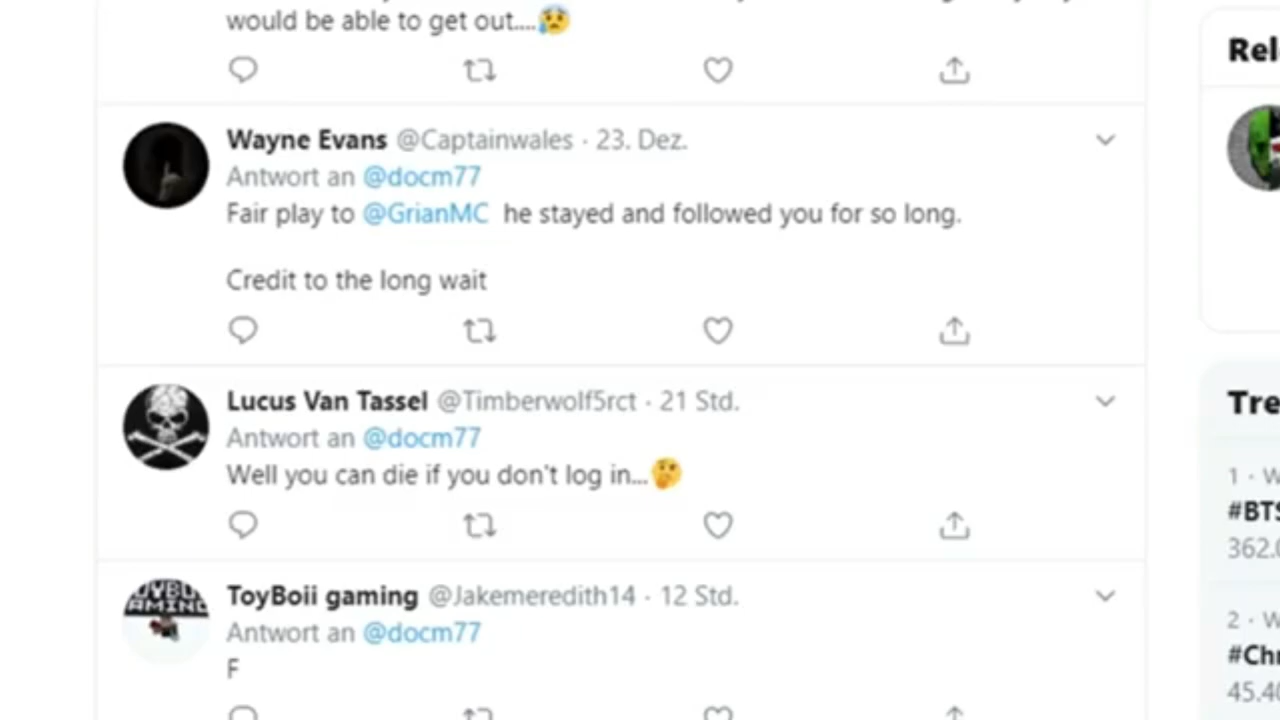 would be able to get out....😰
Wayne Evans @Captainwales · 23. Dez.
Antwort an @docm77
Fair play to @GrianMC he stayed and followed you for so long.
Credit to the long wait
Lucus Van Tassel @Timberwolf5rct · 21 Std.
Antwort an @docm77
Well you can die if you don't log in...🤔
ToyBoii gaming @Jakemeredith14 · 12 Std.
Antwort an @docm77
F
Rel
Tre
1 · W
#BTS
362.0
2 · W
#Chr
45.40